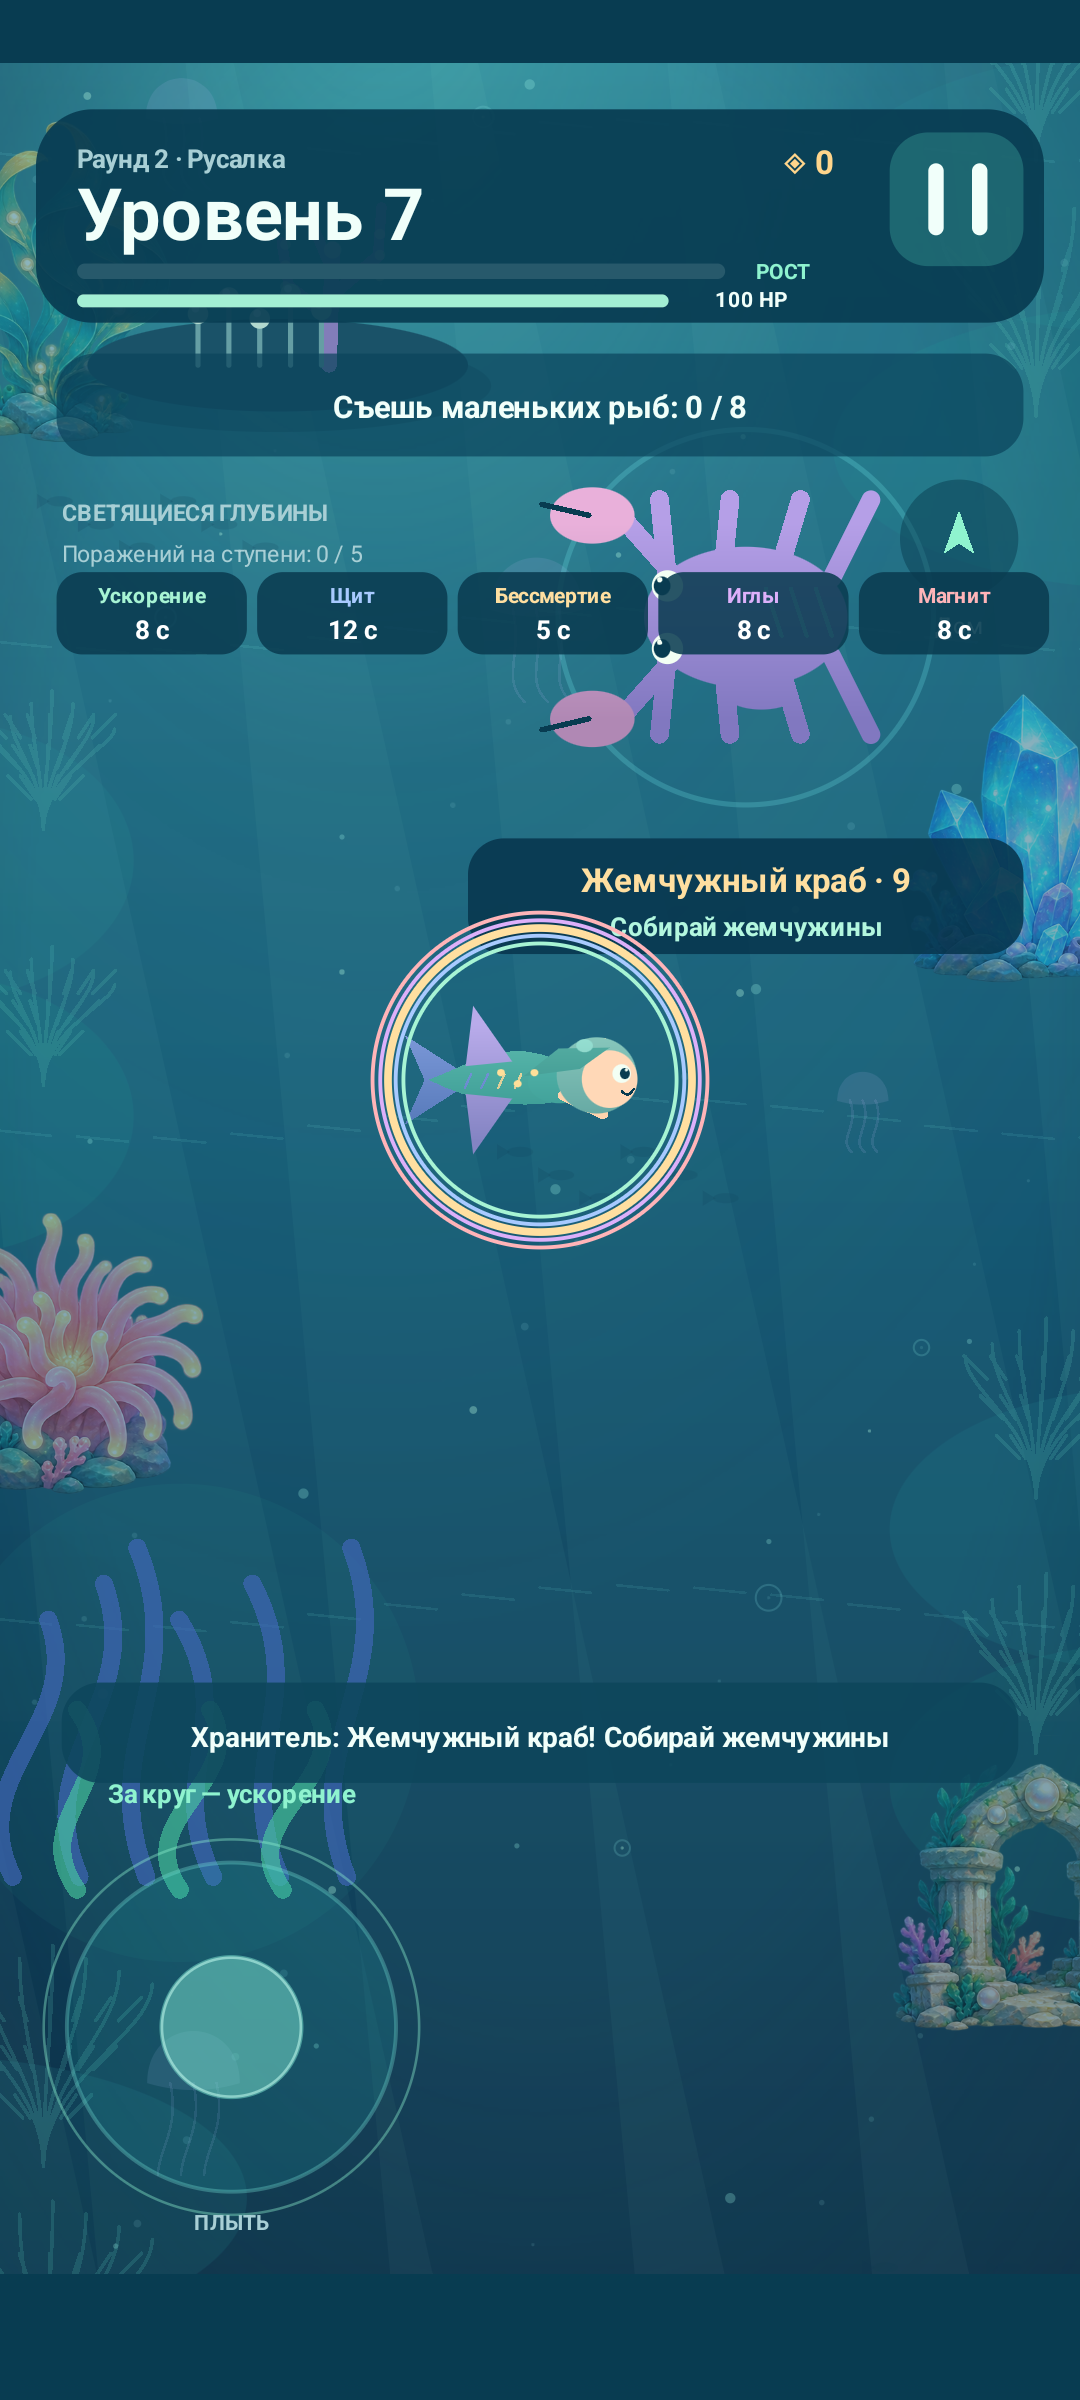 Раунд 2 · Русалка
0
Уровень 7
РОСТ
100 HP
Съешь маленьких рыб: 0 / 8
СВЕТЯЩИЕСЯ ГЛУБИНЫ
Поражений на ступени: 0 / 5
Ускорение
8 с
Щит
12 с
Бессмертие
5 с
Иглы
8 с
Магнит
8 с
Жемчужный краб · 9
Собирай жемчужины
Хранитель: Жемчужный краб! Собирай жемчужины
За круг — ускорение
ПЛЫТЬ